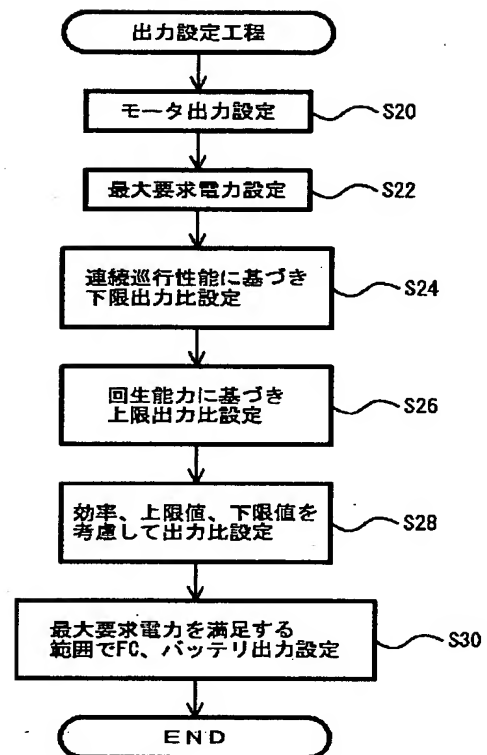 出力設定工程
モータ出力設定
S20
最大要求電力設定
S22
連続巡行性能に基づき
下限出力比設定
S24
回生能力に基づき
上限出力比設定
S26
効率、上限値、下限値を
考慮して出力比設定
S28
最大要求電力を満足する
範囲でFC、バッテリ出力設定
S30
END